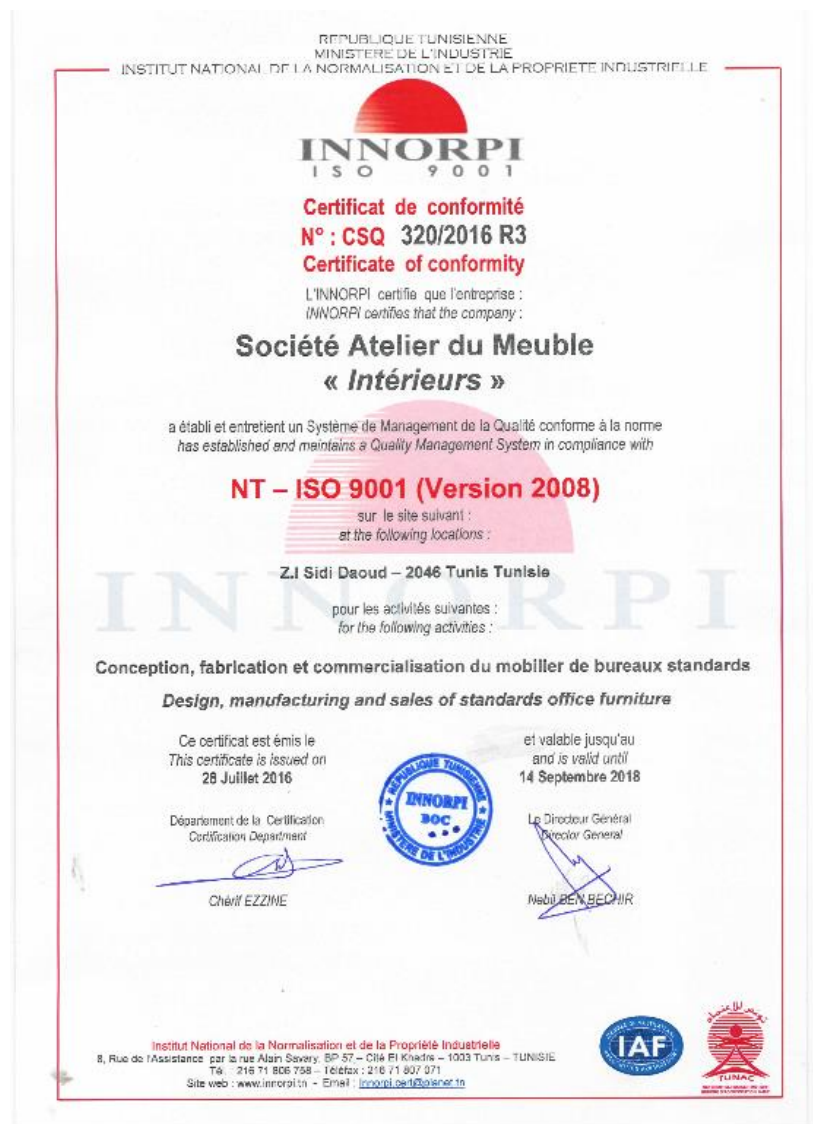 REPUBLIQUE TUNISIENNE
MINISTERE DE L'INDUSTRIE
INSTITUT NATIONAL DE LA NORMALISATION ET DE LA PROPRIETE INDUSTRIELLE
INNORPI
ISO 9001
Certificat de conformité
N° : CSQ 320/2016 R3
Certificate of conformity
L'INNORPI certifie que l'entreprise :
INNORPI certifies that the company :
Société Atelier du Meuble
« Intérieurs »
a établi et entretient un Système de Management de la Qualité conforme à la norme
has established and maintains a Quality Management System in compliance with
NT – ISO 9001 (Version 2008)
sur le site suivant :
at the following locations :
Z.I Sidi Daoud – 2046 Tunis Tunisie
INNORPI
pour les activités suivantes :
for the following activities :
Conception, fabrication et commercialisation du mobilier de bureaux standards
Design, manufacturing and sales of standards office furniture
Ce certificat est émis le
This certificate is issued on
28 Juillet 2016
et valable jusqu'au
and is valid until
14 Septembre 2018
REPUBLIQUE TUNISIENNE
INNORPI
BOC
MINISTERE DE L'INDUSTRIE
Département de la Certification
Certification Department
Chérif EZZINE
Le Directeur Général
Director General
Nabil BEN BECHIR
Institut National de la Normalisation et de la Propriété Industrielle
8, Rue de l'Assistance par la rue Alain Savary, BP 57 – Cité El Khadra – 1003 Tunis – TUNISIE
Tél. : 216 71 806 758 – Téléfax : 216 71 807 071
Site web : www.innorpi.tn - Email : innorpi.cert@planet.tn
IAF
تونس للإعتماد
TUNAC